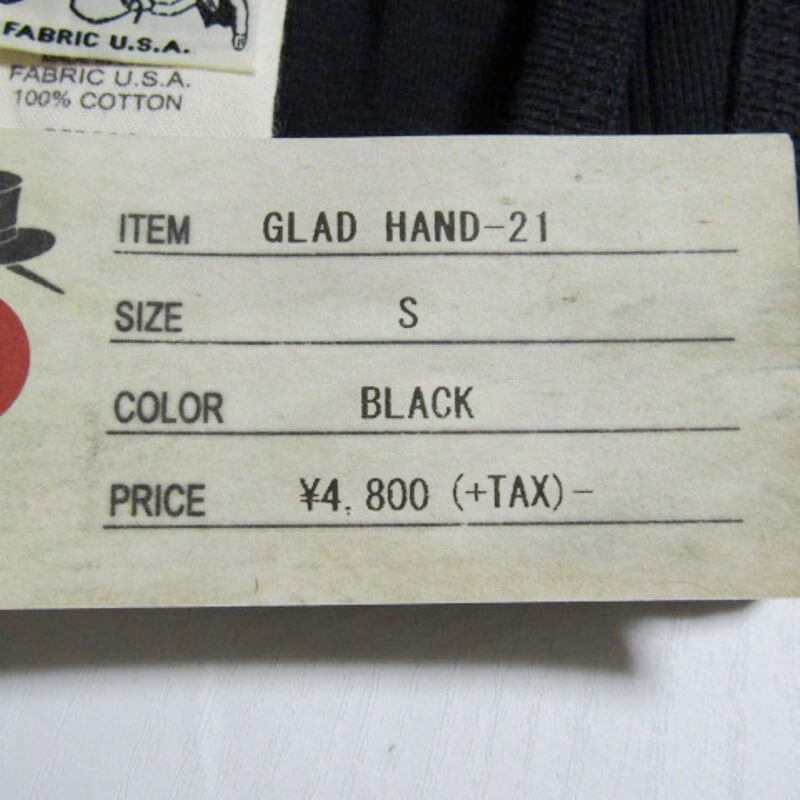 FABRIC U.S.A.
FABRIC U.S.A.
100% COTTON
ITEM GLAD HAND-21
SIZE S
COLOR BLACK
PRICE ¥4,800 (+TAX)-